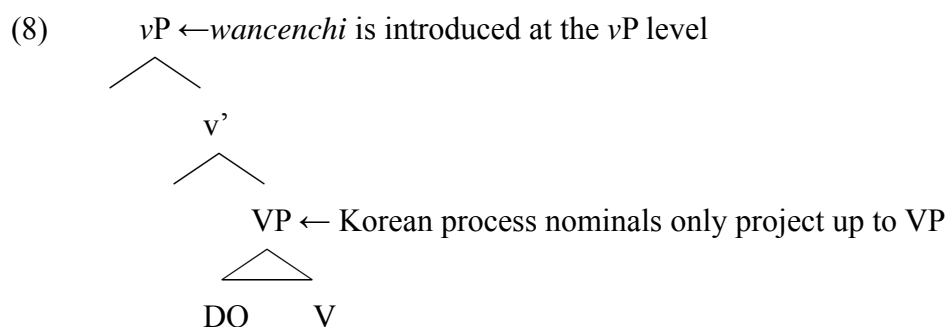 (8) vP ←wancenchi is introduced at the vP level
v’
VP ← Korean process nominals only project up to VP
DO V